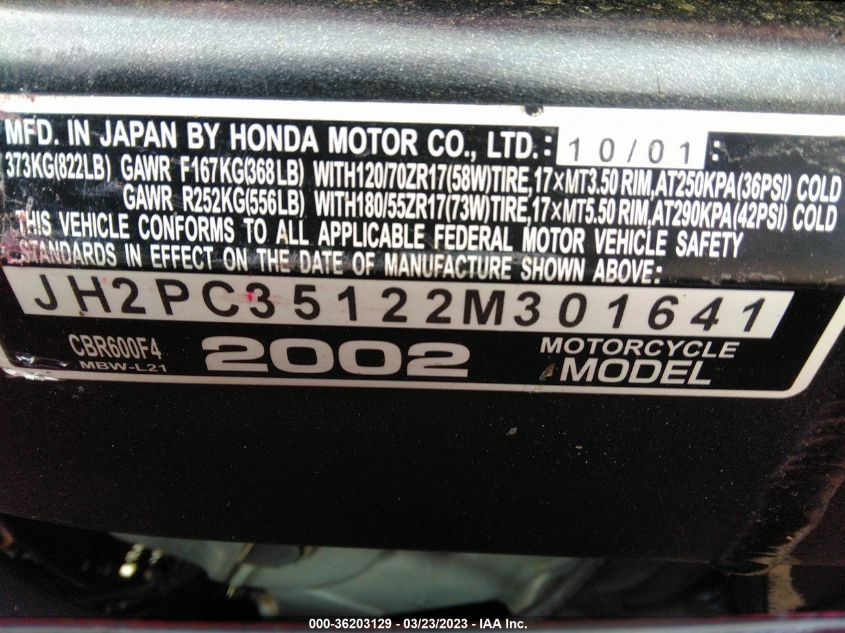 MFD. IN JAPAN BY HONDA MOTOR CO., LTD.: 10/01:
373KG(822LB) GAWR F167KG(368LB) WITH120/70ZR17(58W)TIRE,17×MT3.50 RIM,AT250KPA(36PSI) COLD
GAWR R252KG(556LB) WITH180/55ZR17(73W)TIRE,17×MT5.50 RIM,AT290KPA(42PSI) COLD
THIS VEHICLE CONFORMS TO ALL APPLICABLE FEDERAL MOTOR VEHICLE SAFETY
STANDARDS IN EFFECT ON THE DATE OF MANUFACTURE SHOWN ABOVE:
JH2PC35122M301641
CBR600F4 2002 MOTORCYCLE
MBW-L21 MODEL
000-36203129 - 03/23/2023 - IAA Inc.